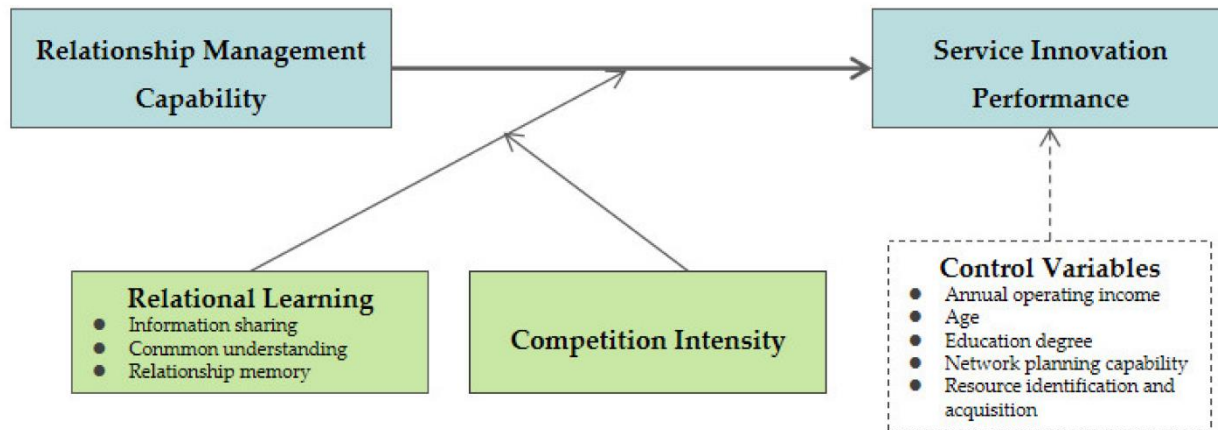 Relationship Management
Capability
Service Innovation
Performance
Relational Learning
● Information sharing
● Conmmon understanding
● Relationship memory
Competition Intensity
Control Variables
● Annual operating income
● Age
● Education degree
● Network planning capability
● Resource identification and
acquisition